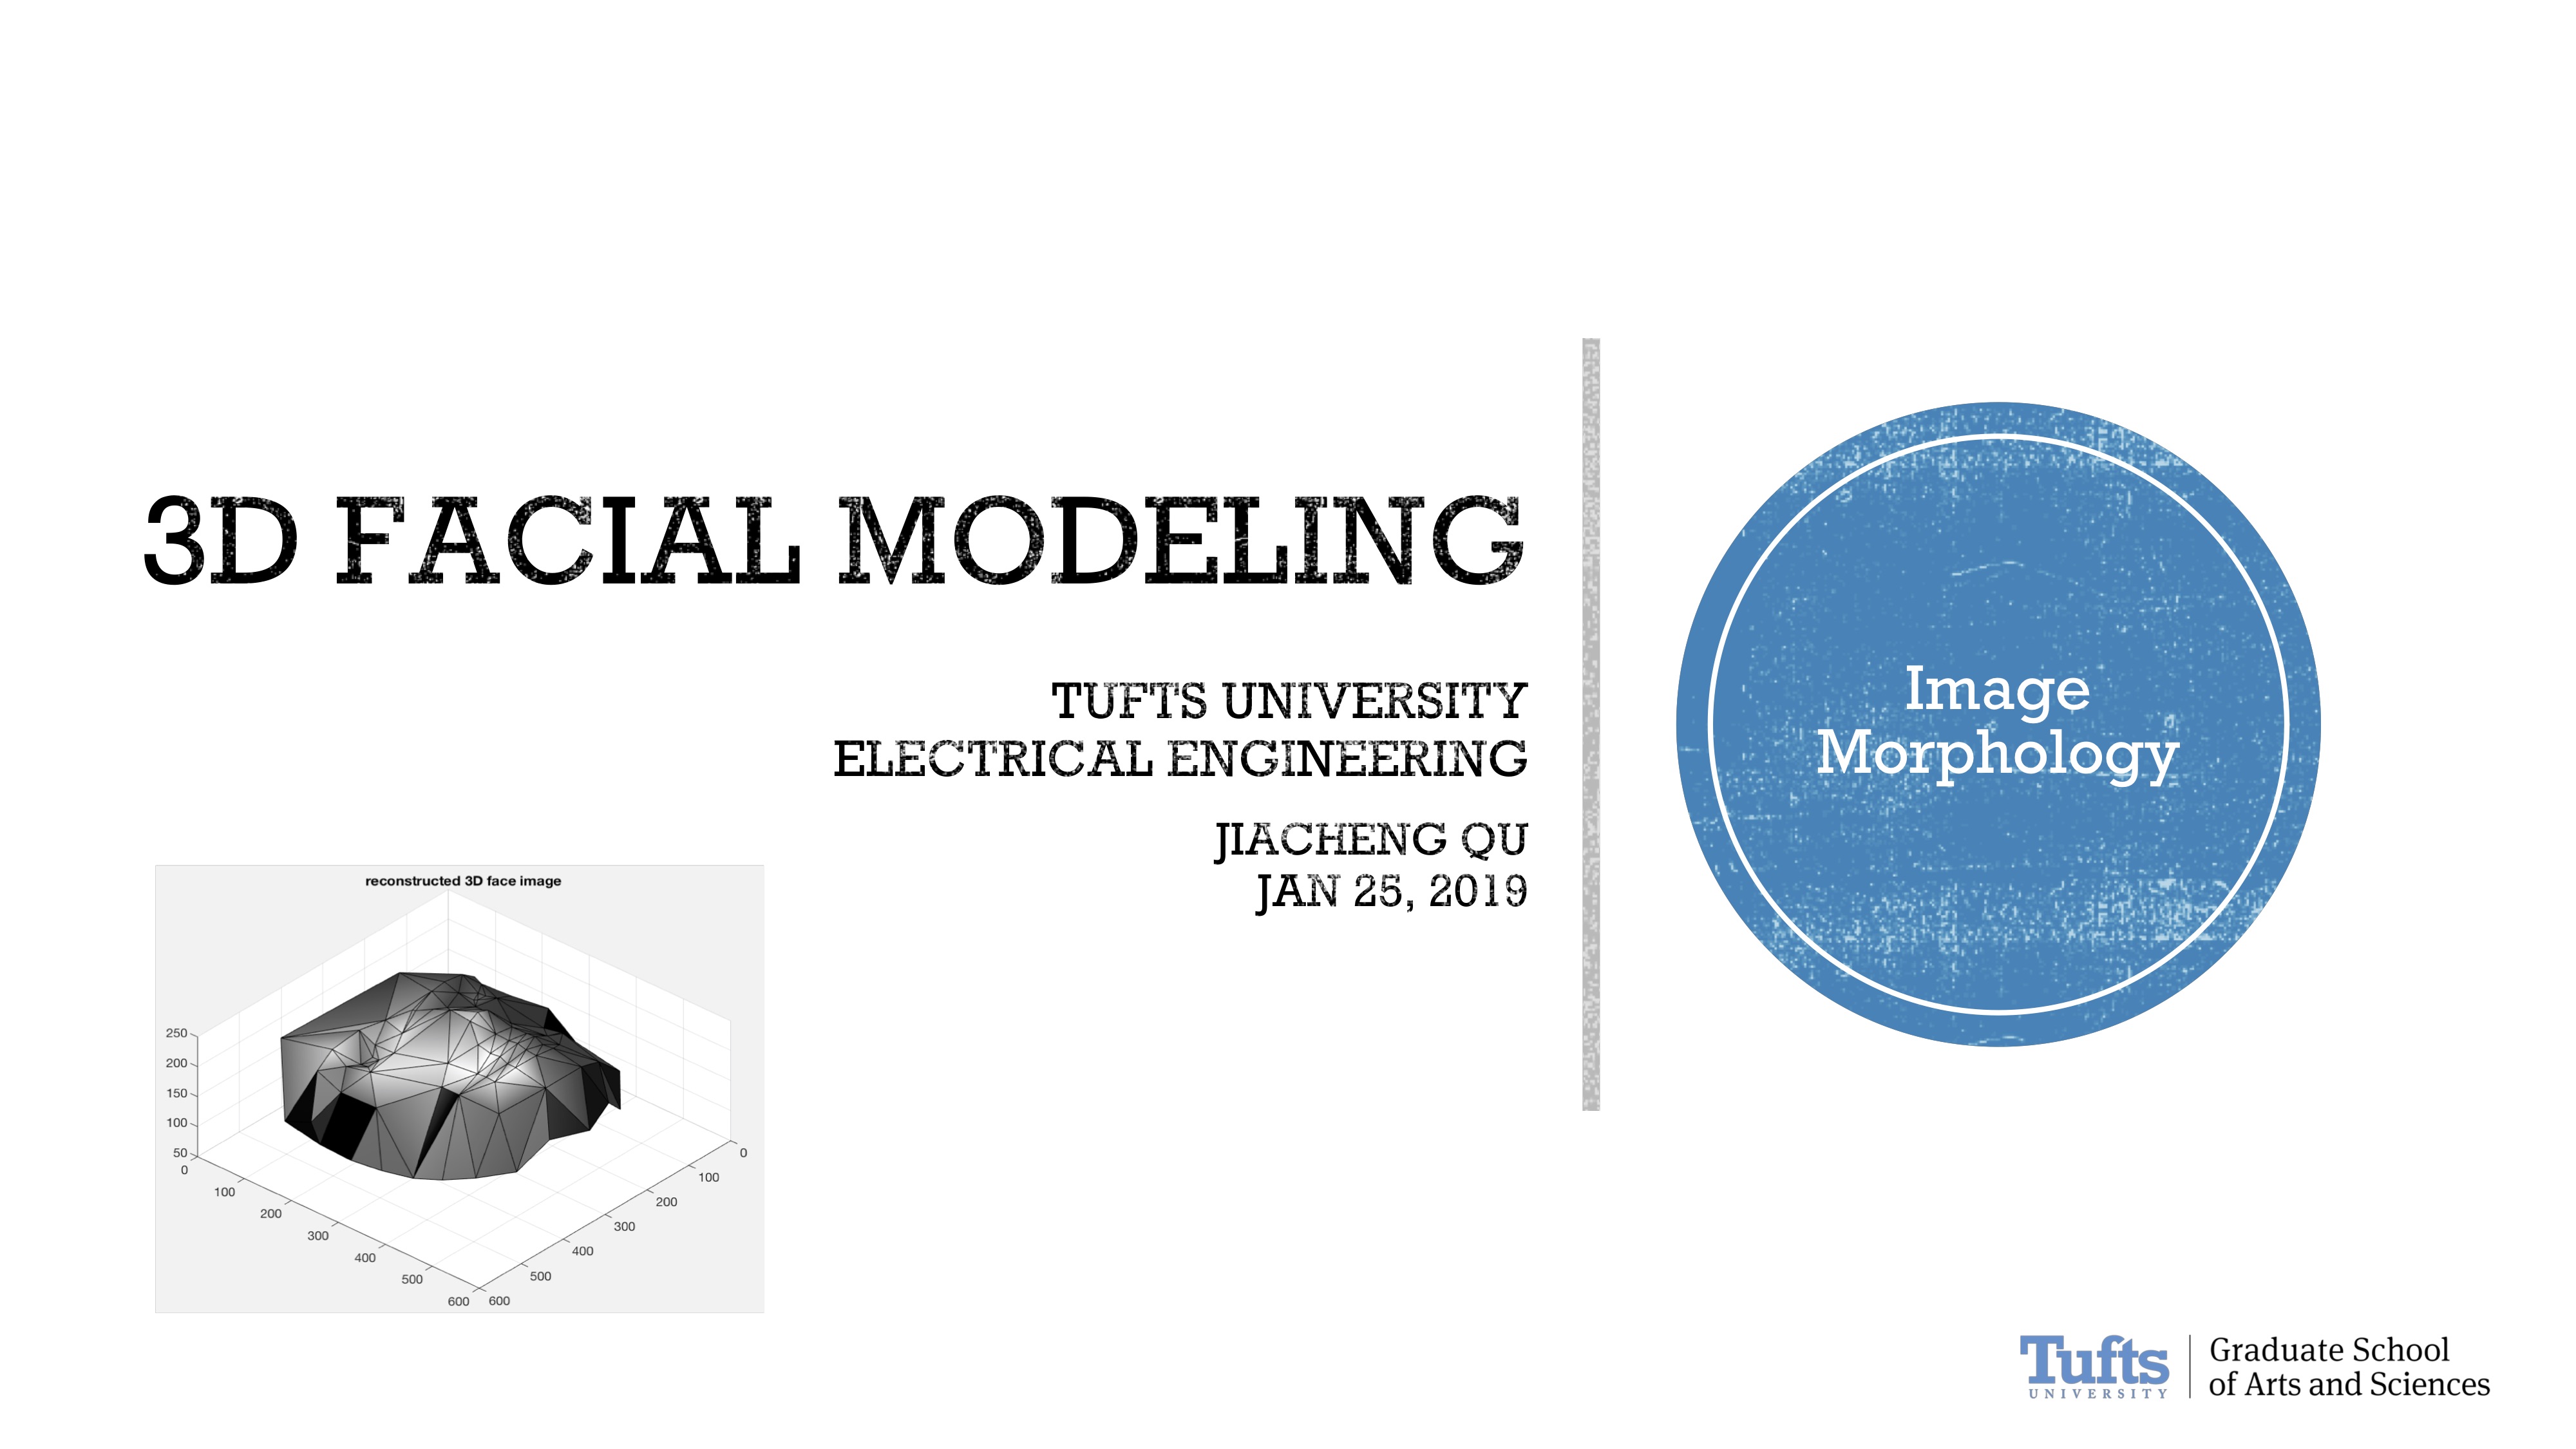 3D FACIAL MODELING
TUFTS UNIVERSITY
ELECTRICAL ENGINEERING
JIACHENG QU
JAN 25, 2019
Image
Morphology
reconstructed 3D face image
250
200
150
100
50
0
100
200
300
400
500
600
600
500
400
300
200
100
0
Tufts
UNIVERSITY
Graduate School
of Arts and Sciences